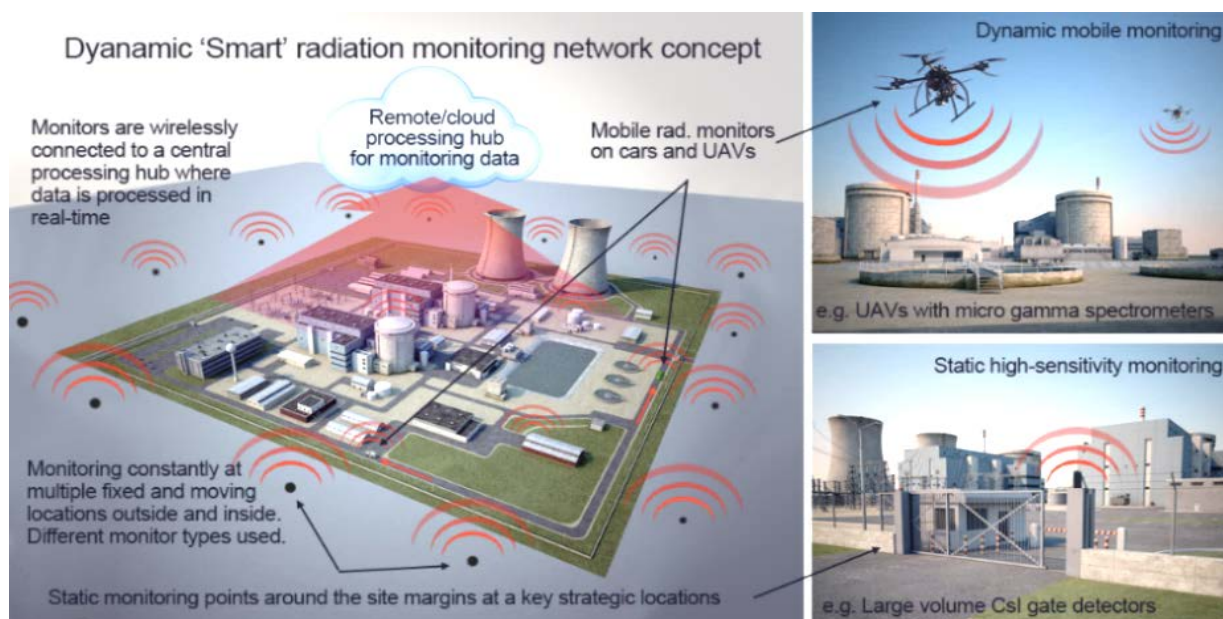 Dyanamic 'Smart' radiation monitoring network concept
Remote/cloud
processing hub
for monitoring data
Monitors are wirelessly
connected to a central
processing hub where
data is processed in
real-time
Mobile rad. monitors
on cars and UAVs
Monitoring constantly at
multiple fixed and moving
locations outside and inside.
Different monitor types used.
Static monitoring points around the site margins at a key strategic locations
Dynamic mobile monitoring
e.g. UAVs with micro gamma spectrometers
Static high-sensitivity monitoring
e.g. Large volume CsI gate detectors